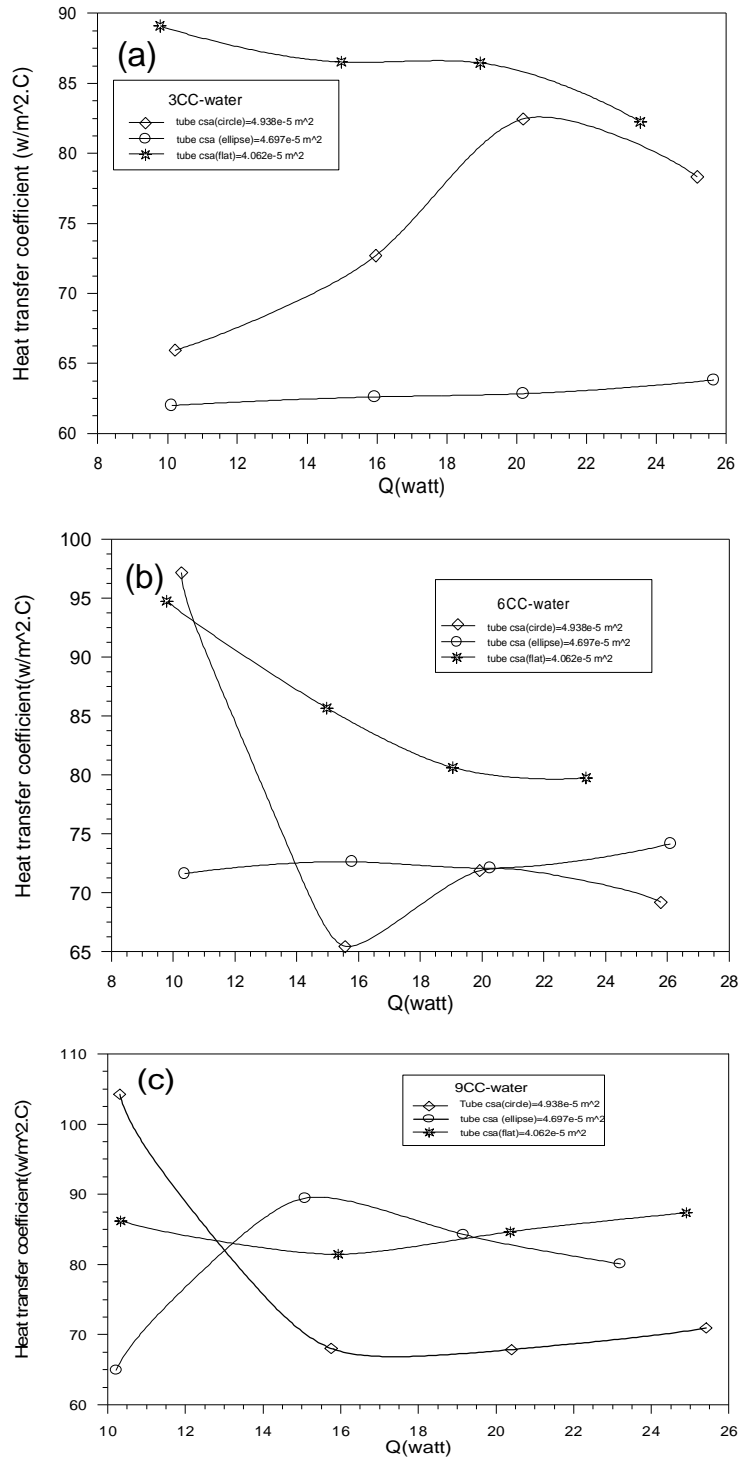 90
(a)
85
3CC-water
tube csa(circle)=4.938e-5 m^2
tube csa (ellipse)=4.697e-5 m^2
80
tube csa(flat)=4.062e-5 m^2
75
70
65
60
Heat transfer coefficient (w/m^2.C)
8 10 12 14 16 18 20 22 24 26
Q(watt)
100
(b)
95
6CC-water
tube csa(circle)=4.938e-5 m^2
tube csa (ellipse)=4.697e-5 m^2
90
tube csa(flat)=4.062e-5 m^2
85
80
75
70
65
Heat transfer coefficient(w/m^2.C)
8 10 12 14 16 18 20 22 24 26 28
Q(watt)
110
(c)
9CC-water
Tube csa(circle)=4.938e-5 m^2
100
tube csa (ellipse)=4.697e-5 m^2
tube csa(flat)=4.062e-5 m^2
90
80
70
60
Heat transfer coefficient(w/m^2.C)
10 12 14 16 18 20 22 24 26
Q(watt)